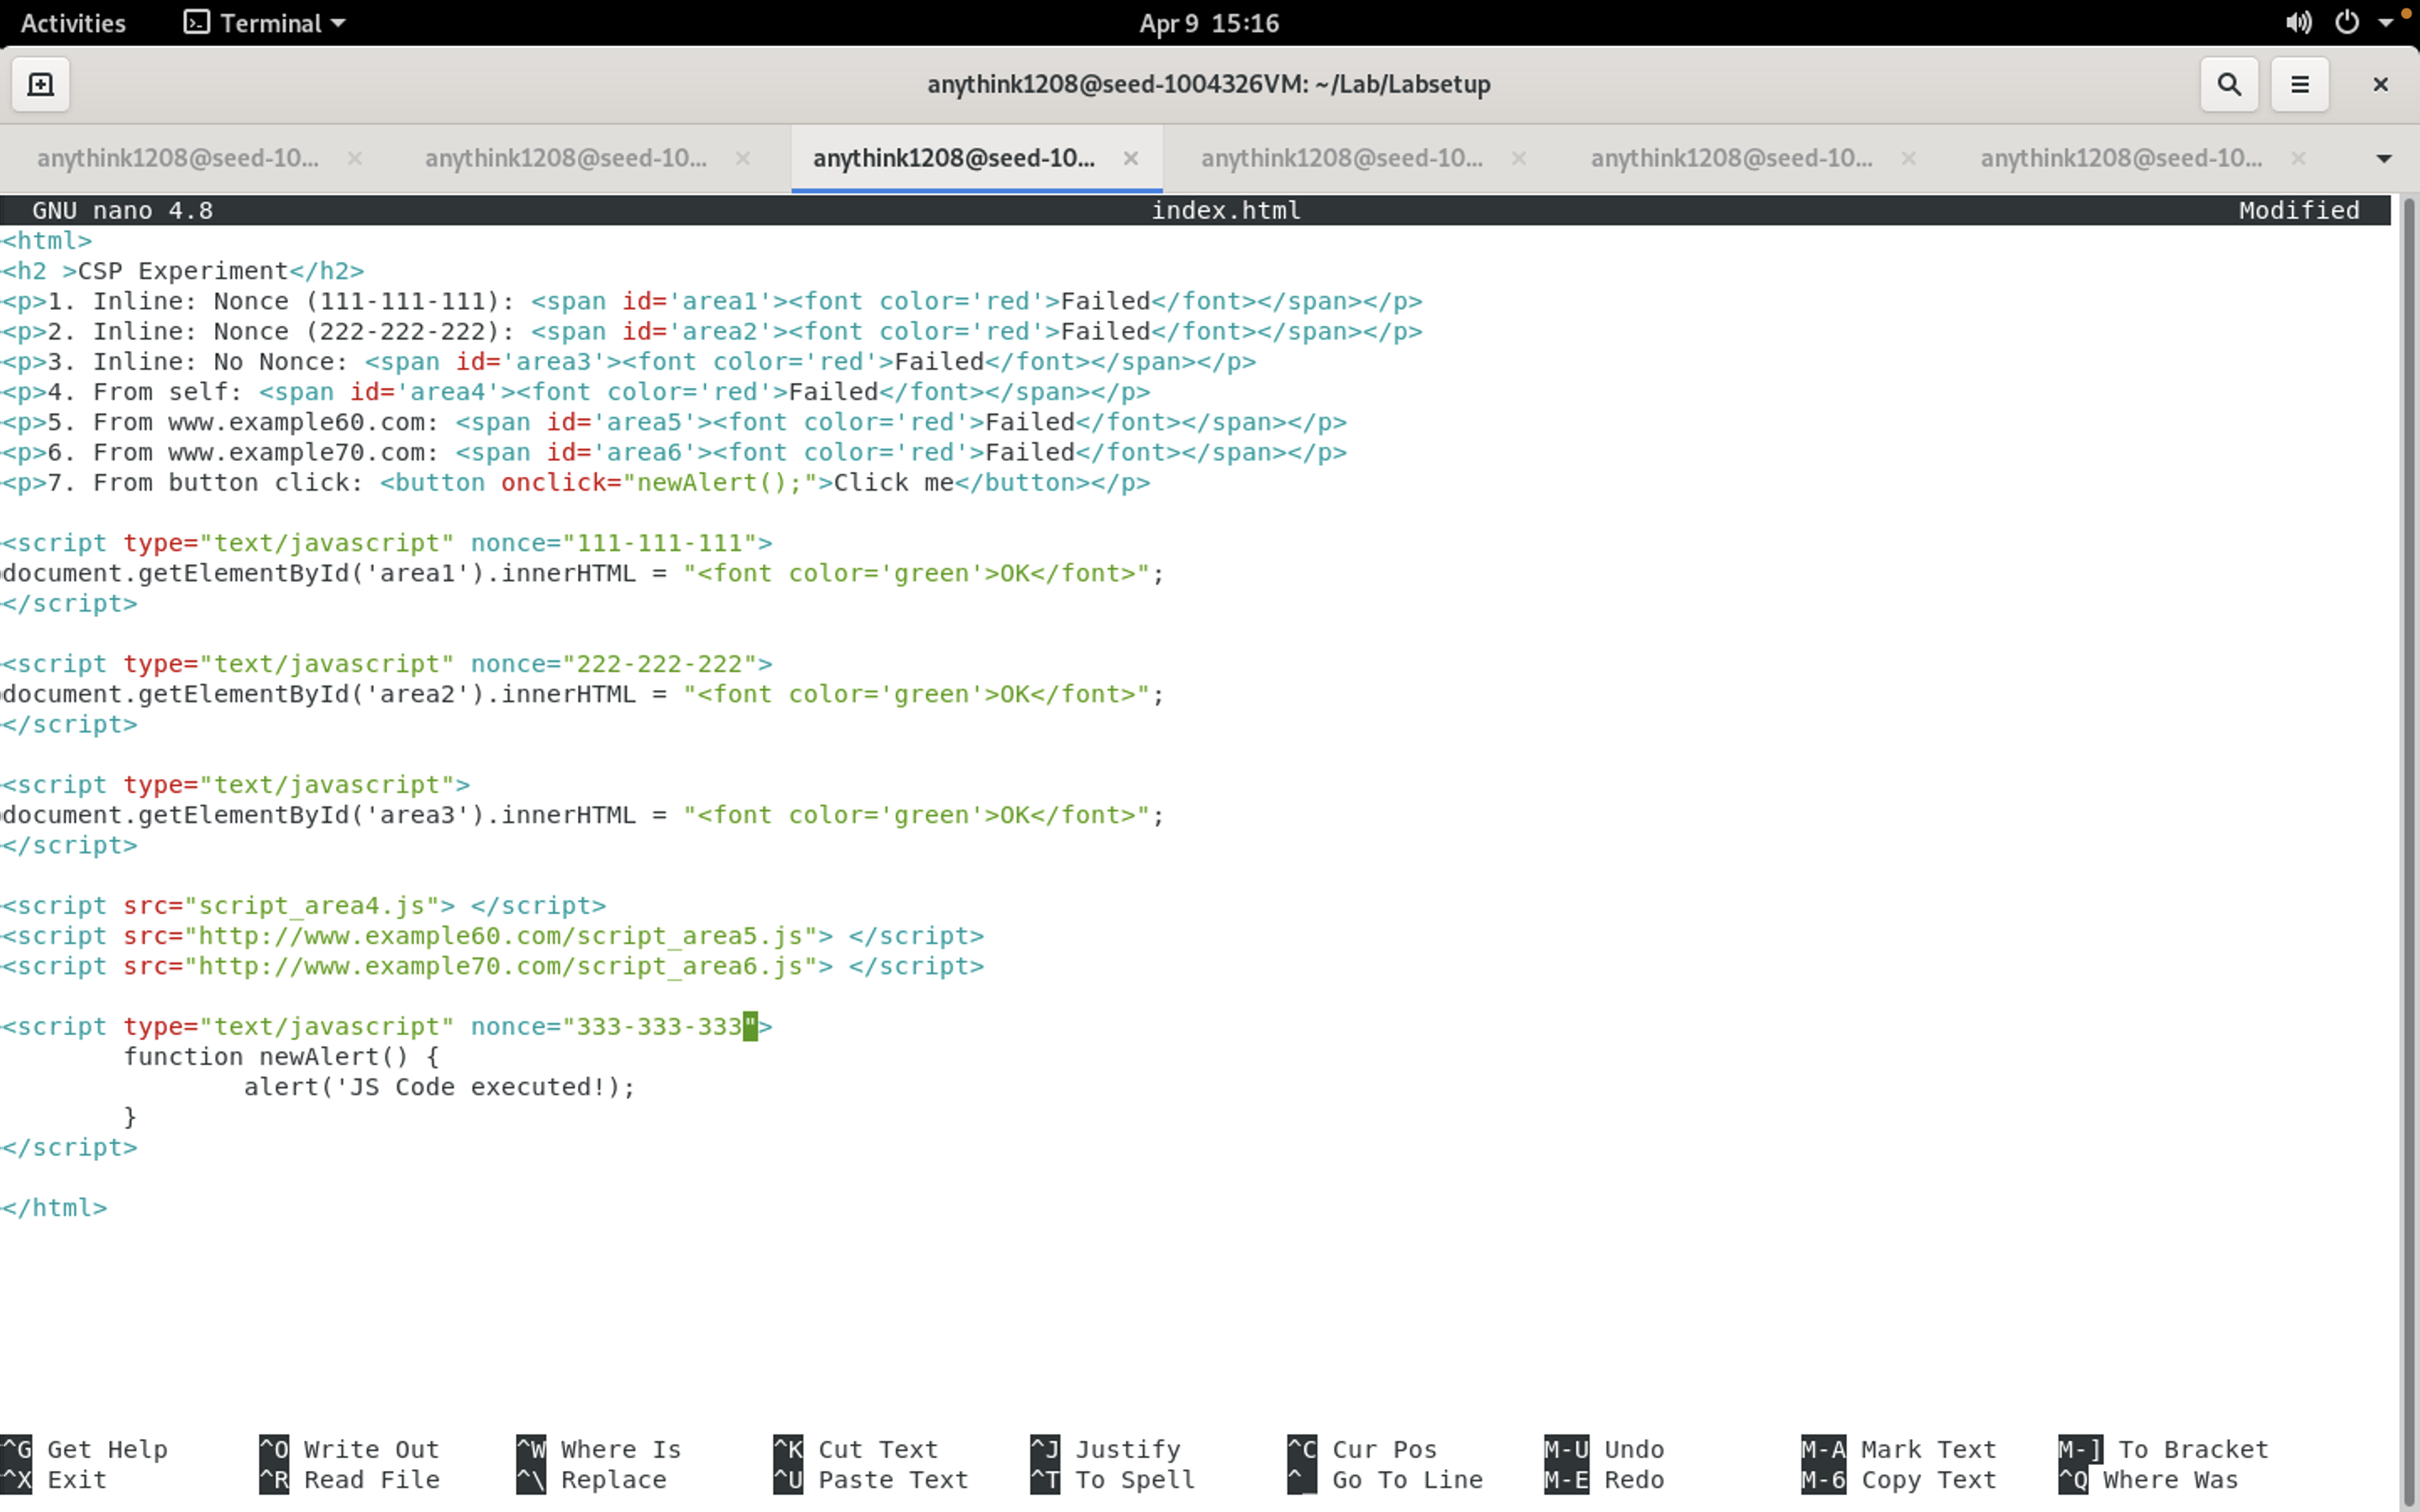 Activities Terminal Apr 9 15:16
anythink1208@seed-1004326VM: ~/Lab/Labsetup
anythink1208@seed-10... anythink1208@seed-10... anythink1208@seed-10... anythink1208@seed-10... anythink1208@seed-10... anythink1208@seed-10...
GNU nano 4.8 index.html Modified
<html>
<h2 >CSP Experiment</h2>
<p>1. Inline: Nonce (111-111-111): <span id='area1'><font color='red'>Failed</font></span></p>
<p>2. Inline: Nonce (222-222-222): <span id='area2'><font color='red'>Failed</font></span></p>
<p>3. Inline: No Nonce: <span id='area3'><font color='red'>Failed</font></span></p>
<p>4. From self: <span id='area4'><font color='red'>Failed</font></span></p>
<p>5. From www.example60.com: <span id='area5'><font color='red'>Failed</font></span></p>
<p>6. From www.example70.com: <span id='area6'><font color='red'>Failed</font></span></p>
<p>7. From button click: <button onclick="newAlert();">Click me</button></p>
<script type="text/javascript" nonce="111-111-111">
document.getElementById('area1').innerHTML = "<font color='green'>OK</font>";
</script>
<script type="text/javascript" nonce="222-222-222">
document.getElementById('area2').innerHTML = "<font color='green'>OK</font>";
</script>
<script type="text/javascript">
document.getElementById('area3').innerHTML = "<font color='green'>OK</font>";
</script>
<script src="script_area4.js"> </script>
<script src="http://www.example60.com/script_area5.js"> </script>
<script src="http://www.example70.com/script_area6.js"> </script>
<script type="text/javascript" nonce="333-333-333">
function newAlert() {
alert('JS Code executed!);
}
</script>
</html>
^G Get Help ^O Write Out ^W Where Is ^K Cut Text ^J Justify ^C Cur Pos M-U Undo M-A Mark Text M-] To Bracket
^X Exit ^R Read File ^\ Replace ^U Paste Text ^T To Spell ^_ Go To Line M-E Redo M-6 Copy Text ^Q Where Was